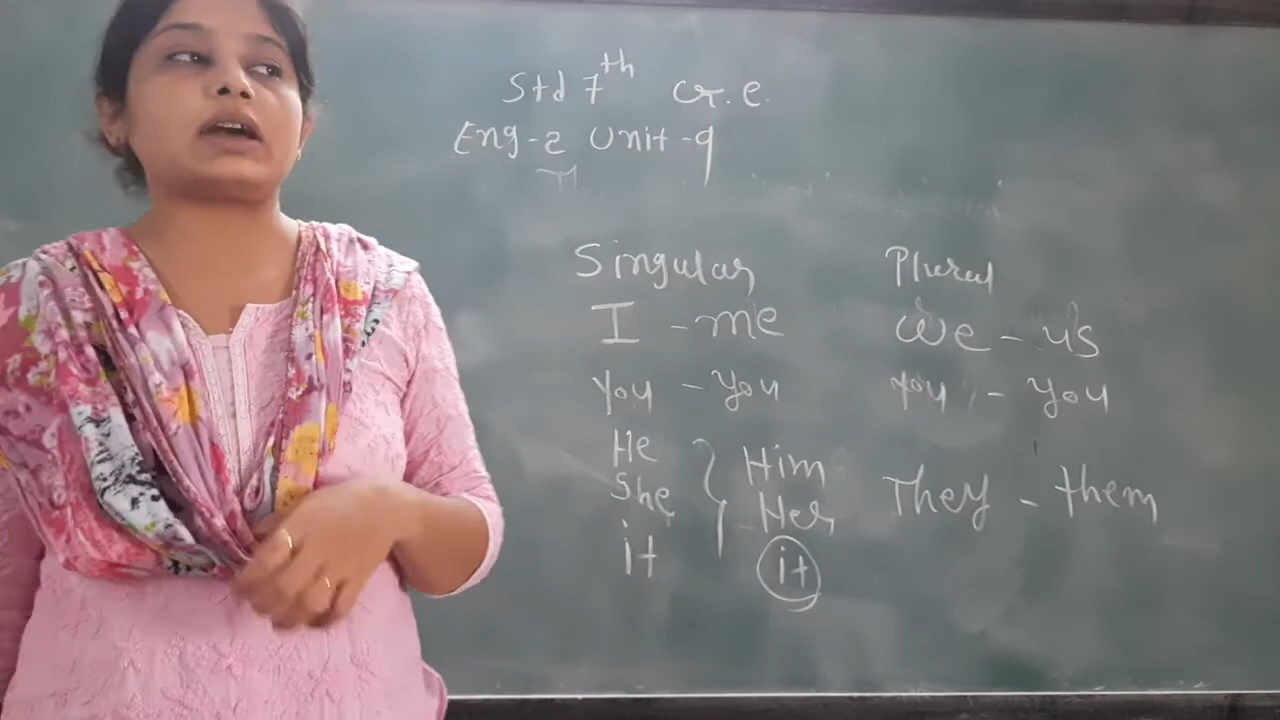 Std 7th Gr. E.
Eng-2 Unit-9
Singular Plural
I - me We - us
You - You You - You
He Him
She Her They - them
it it